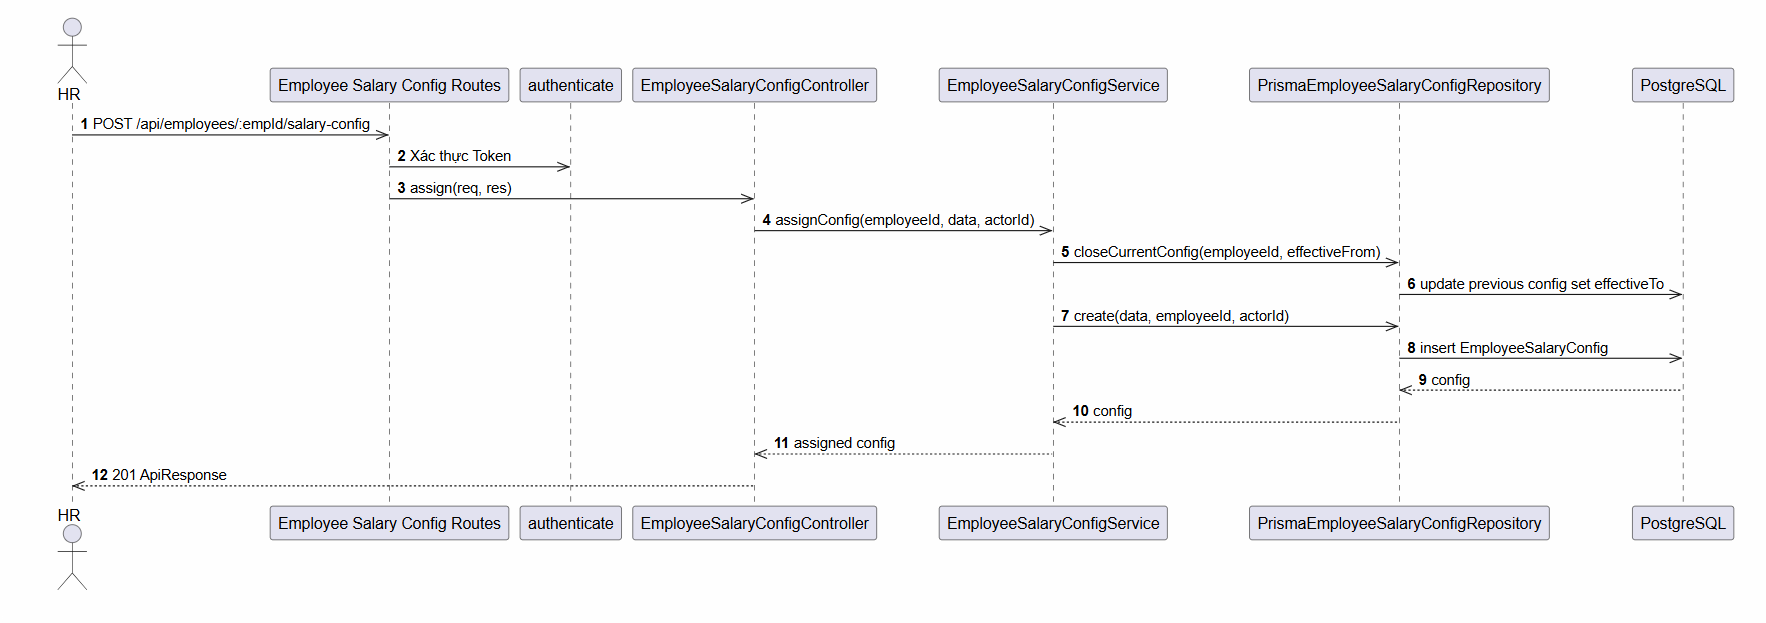 HR
Employee Salary Config Routes
authenticate
EmployeeSalaryConfigController
EmployeeSalaryConfigService
PrismaEmployeeSalaryConfigRepository
PostgreSQL
1 POST /api/employees/:empId/salary-config
2 Xác thực Token
3 assign(req, res)
4 assignConfig(employeeId, data, actorId)
5 closeCurrentConfig(employeeId, effectiveFrom)
6 update previous config set effectiveTo
7 create(data, employeeId, actorId)
8 insert EmployeeSalaryConfig
9 config
10 config
11 assigned config
12 201 ApiResponse
HR
Employee Salary Config Routes
authenticate
EmployeeSalaryConfigController
EmployeeSalaryConfigService
PrismaEmployeeSalaryConfigRepository
PostgreSQL